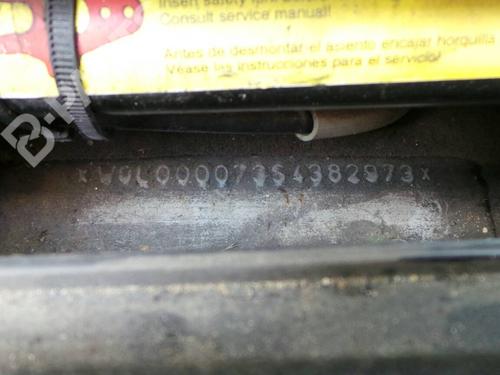 Insert safety
Consult service manual!
Antes de desmontar el asiento encajar horquilla
Véase las instrucciones para el servicio!
xW0L000073S4382973x
B-P